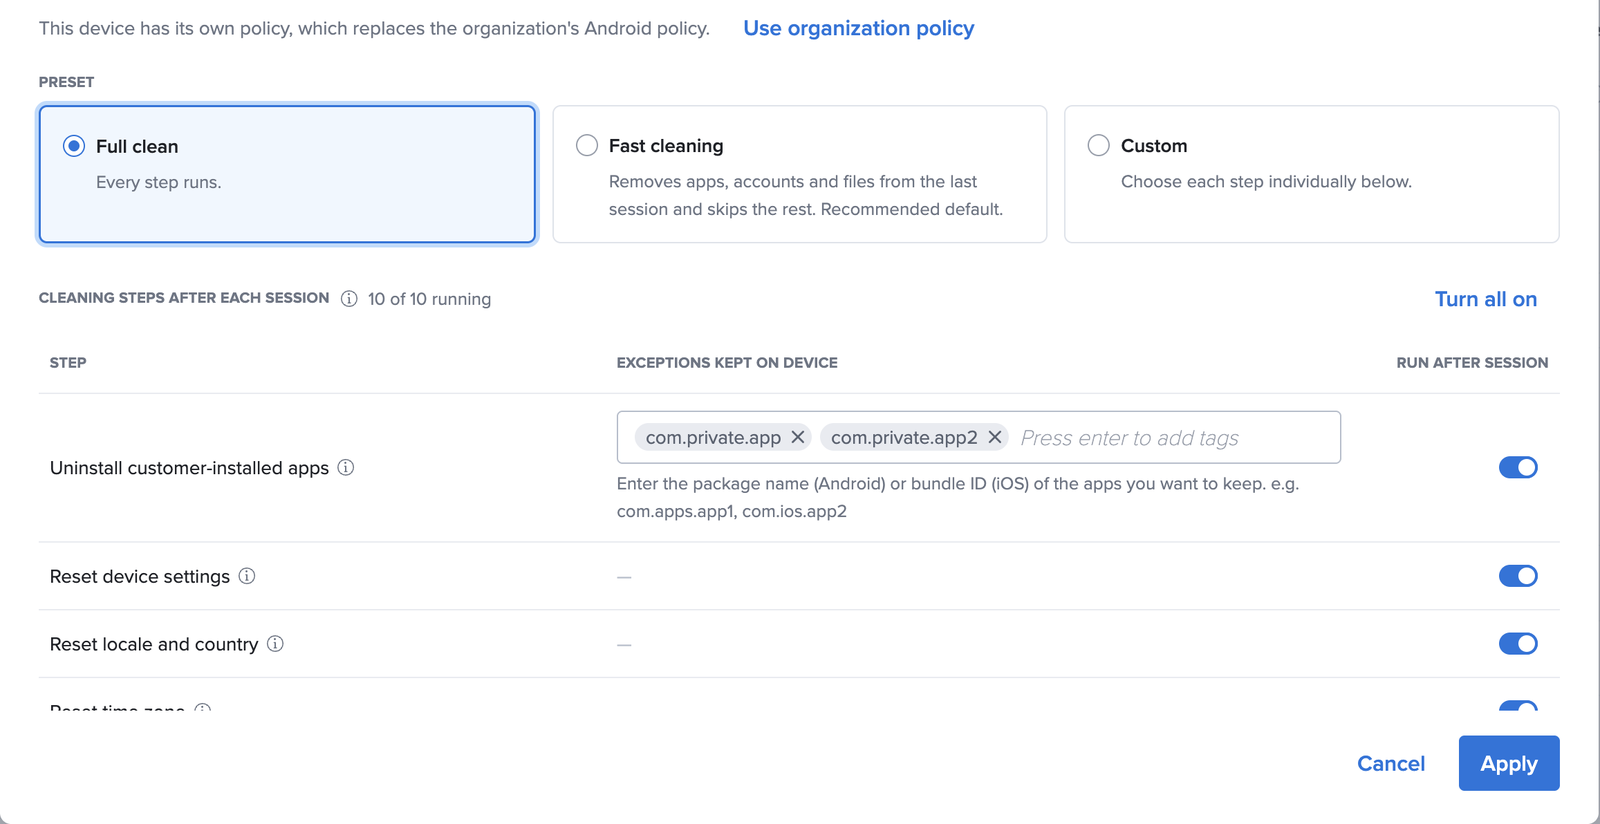 This device has its own policy, which replaces the organization's Android policy. Use organization policy
PRESET
Full clean
Every step runs.
Fast cleaning
Removes apps, accounts and files from the last
session and skips the rest. Recommended default.
Custom
Choose each step individually below.
CLEANING STEPS AFTER EACH SESSION 10 of 10 running Turn all on
STEP EXCEPTIONS KEPT ON DEVICE RUN AFTER SESSION
Uninstall customer-installed apps
com.private.app com.private.app2 Press enter to add tags
Enter the package name (Android) or bundle ID (iOS) of the apps you want to keep. e.g.
com.apps.app1, com.ios.app2
Reset device settings —
Reset locale and country —
Reset time zone
Cancel Apply